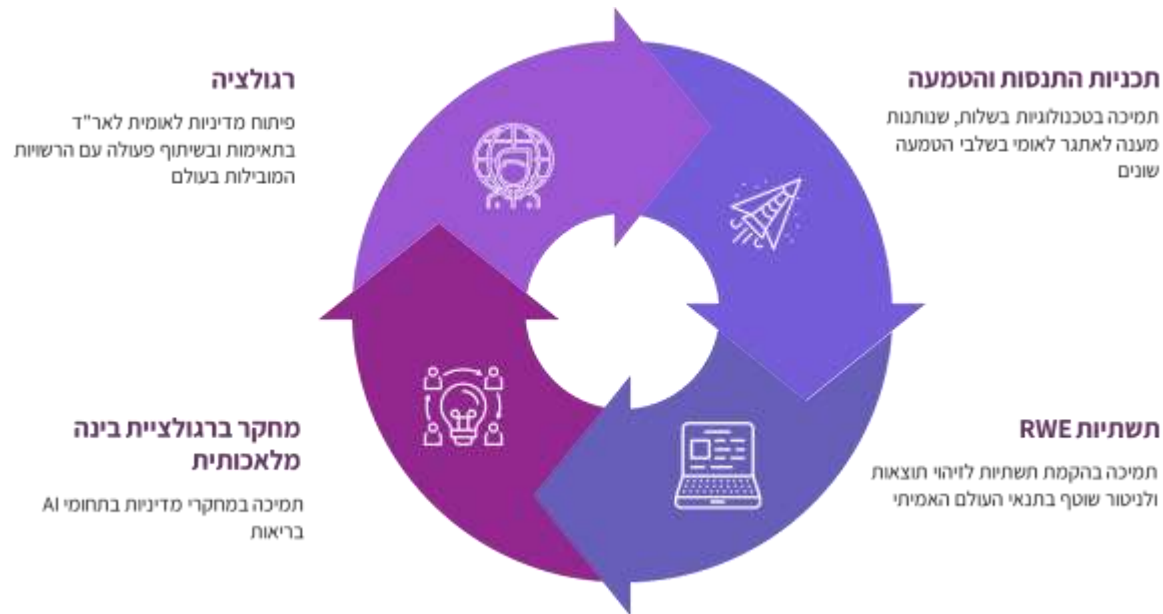 תכניות התנסות והטמעה
תמיכה בטכנולוגיות בשלות, שנותנות
מענה לאתגר לאומי בשלבי הטמעה
שונים
תשתיות RWE
תמיכה בהקמת תשתיות לזיהוי תוצאות
ולניטור שוטף בתנאי העולם האמיתי
מחקר ברגולציית בינה
מלאכותית
תמיכה במחקרי מדיניות בתחומי AI
בריאות
רגולציה
פיתוח מדיניות לאומית לאר"ד
בתאימות ובשיתוף פעולה עם הרשויות
המובילות בעולם